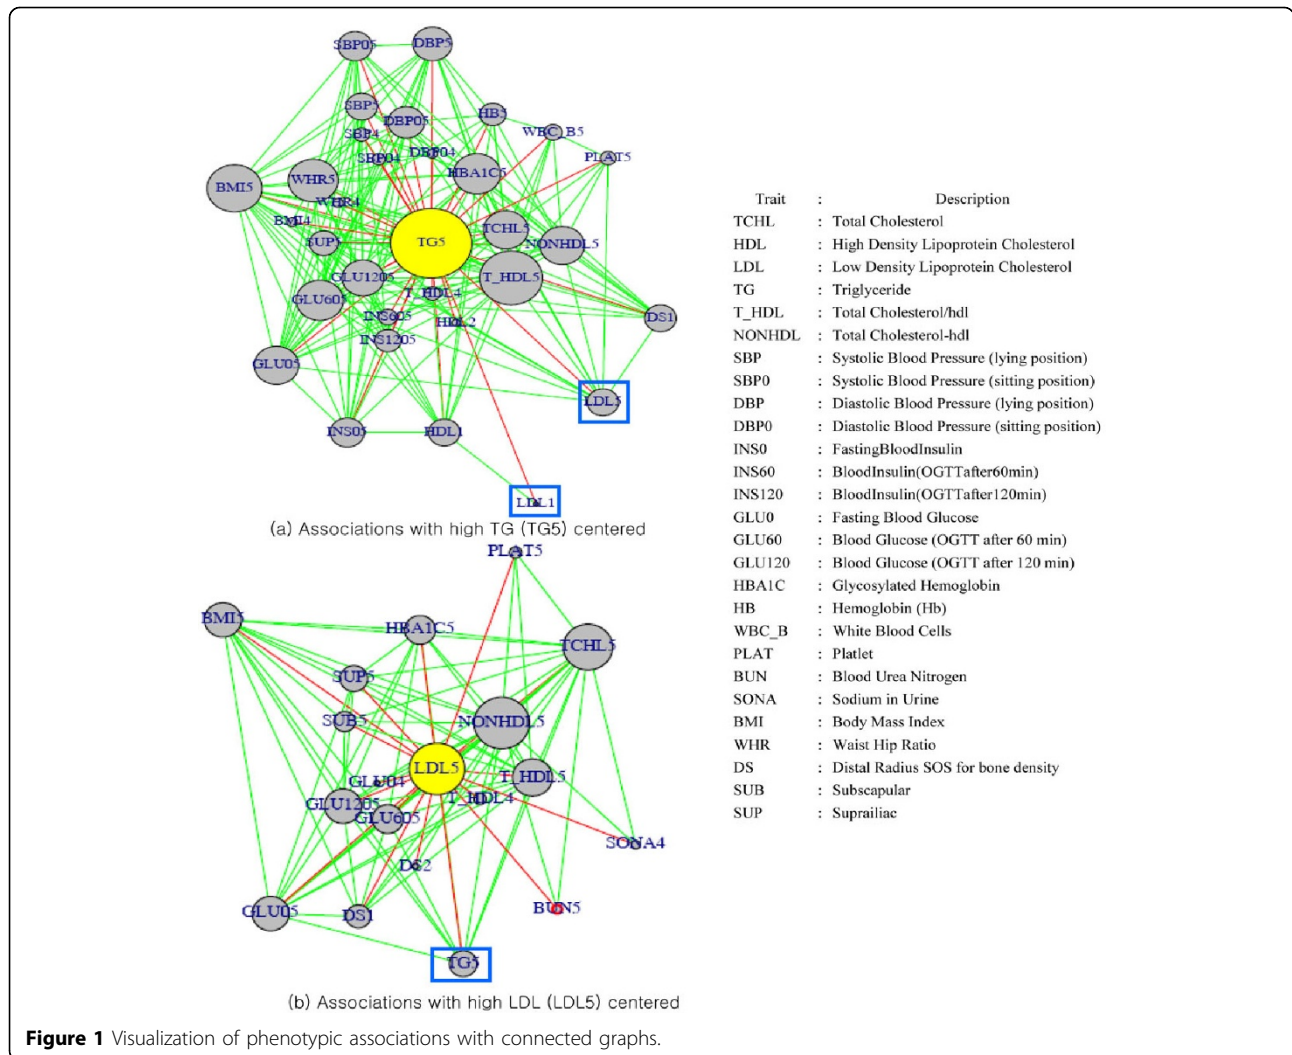 SBP05
DBP5
SBP5
DBP05
HB5
SBP4
WBC_B5
SBP04
DBP04
PLAT5
HBA1C5
BMI5
WHR5
WHR4
BMI4
TCHL5
SUP5
TG5
NONHDL5
GLU1205
T_HDL5
GLU605
T_HDL4
INS605
HDL2
DS1
INS1205
GLU05
LDL5
INS05
HDL1
LDL1
(a) Associations with high TG (TG5) centered
PLAT5
BMI5
HBA1C5
TCHL5
SUP5
SUB5
NONHDL5
LDL5
GLU04
T_HDL5
GLU1205
T_HDL4
GLU605
SONA4
DS2
GLU05
DS1
BUN5
TG5
(b) Associations with high LDL (LDL5) centered
Trait : Description
TCHL : Total Cholesterol
HDL : High Density Lipoprotein Cholesterol
LDL : Low Density Lipoprotein Cholesterol
TG : Triglyceride
T_HDL : Total Cholesterol/hdl
NONHDL : Total Cholesterol-hdl
SBP : Systolic Blood Pressure (lying position)
SBP0 : Systolic Blood Pressure (sitting position)
DBP : Diastolic Blood Pressure (lying position)
DBP0 : Diastolic Blood Pressure (sitting position)
INS0 : FastingBloodInsulin
INS60 : BloodInsulin(OGTTafter60min)
INS120 : BloodInsulin(OGTTafter120min)
GLU0 : Fasting Blood Glucose
GLU60 : Blood Glucose (OGTT after 60 min)
GLU120 : Blood Glucose (OGTT after 120 min)
HBA1C : Glycosylated Hemoglobin
HB : Hemoglobin (Hb)
WBC_B : White Blood Cells
PLAT : Platlet
BUN : Blood Urea Nitrogen
SONA : Sodium in Urine
BMI : Body Mass Index
WHR : Waist Hip Ratio
DS : Distal Radius SOS for bone density
SUB : Subscapular
SUP : Suprailiac
Figure 1 Visualization of phenotypic associations with connected graphs.